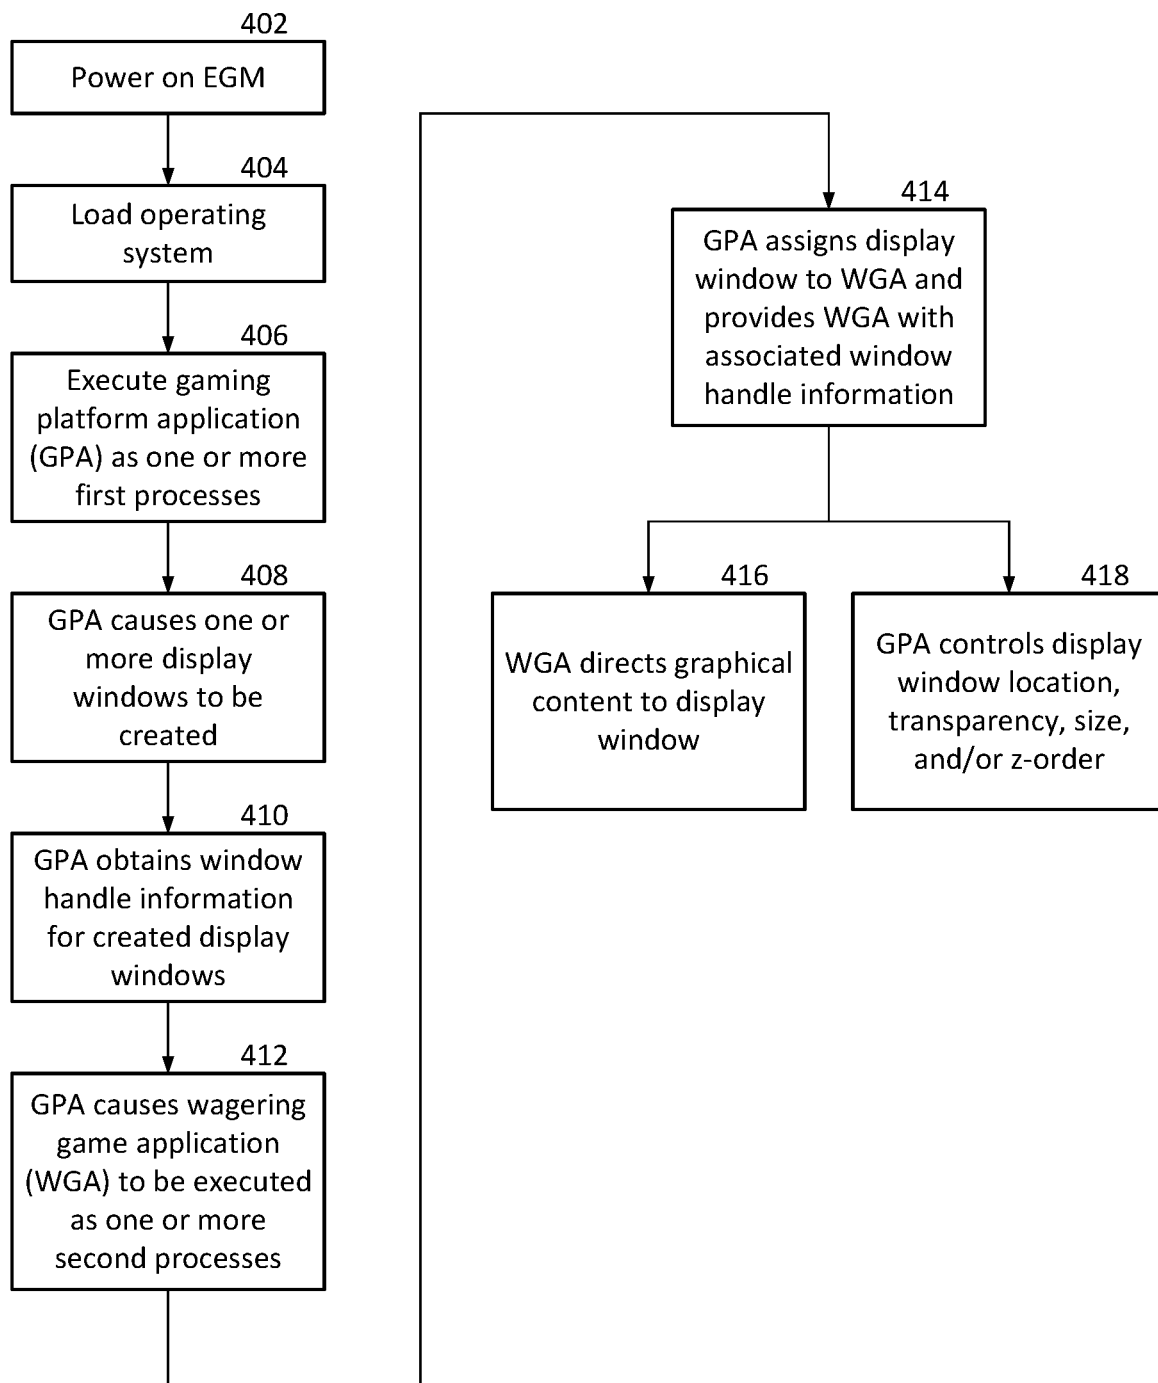 402
Power on EGM
404
Load operating
system
406
Execute gaming
platform application
(GPA) as one or more
first processes
408
GPA causes one or
more display
windows to be
created
410
GPA obtains window
handle information
for created display
windows
412
GPA causes wagering
game application
(WGA) to be executed
as one or more
second processes
414
GPA assigns display
window to WGA and
provides WGA with
associated window
handle information
416
WGA directs graphical
content to display
window
418
GPA controls display
window location,
transparency, size,
and/or z-order